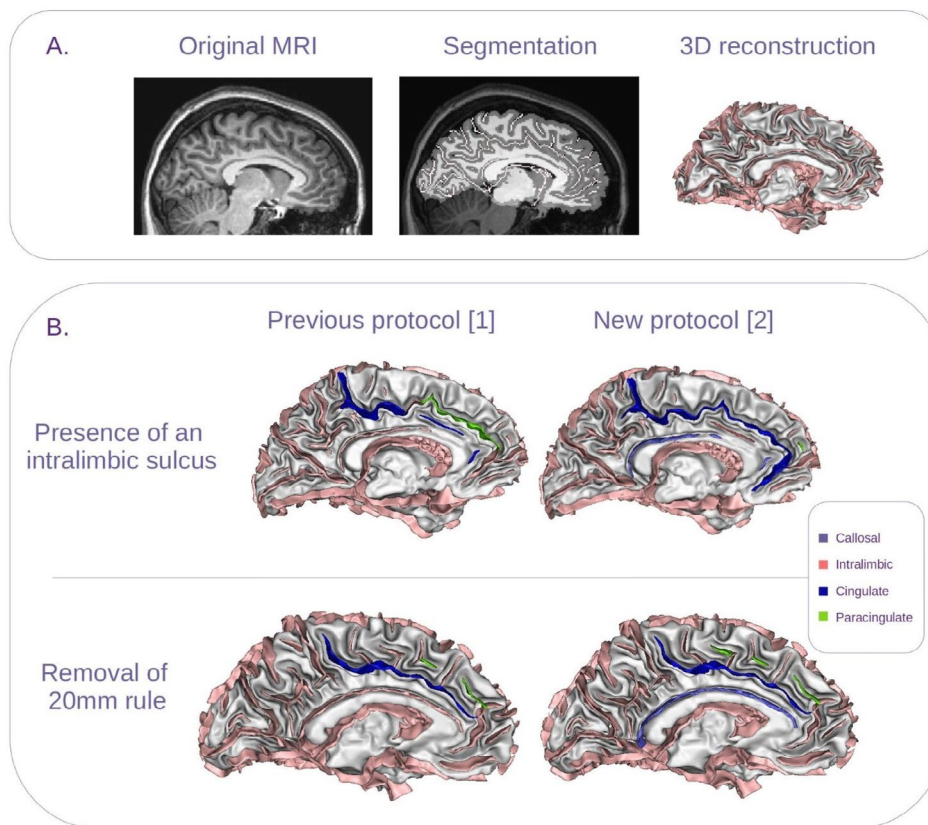 A.
Original MRI
Segmentation
3D reconstruction
B.
Previous protocol [1]
New protocol [2]
Presence of an
intralimbic sulcus
Callosal
Intralimbic
Cingulate
Paracingulate
Removal of
20mm rule